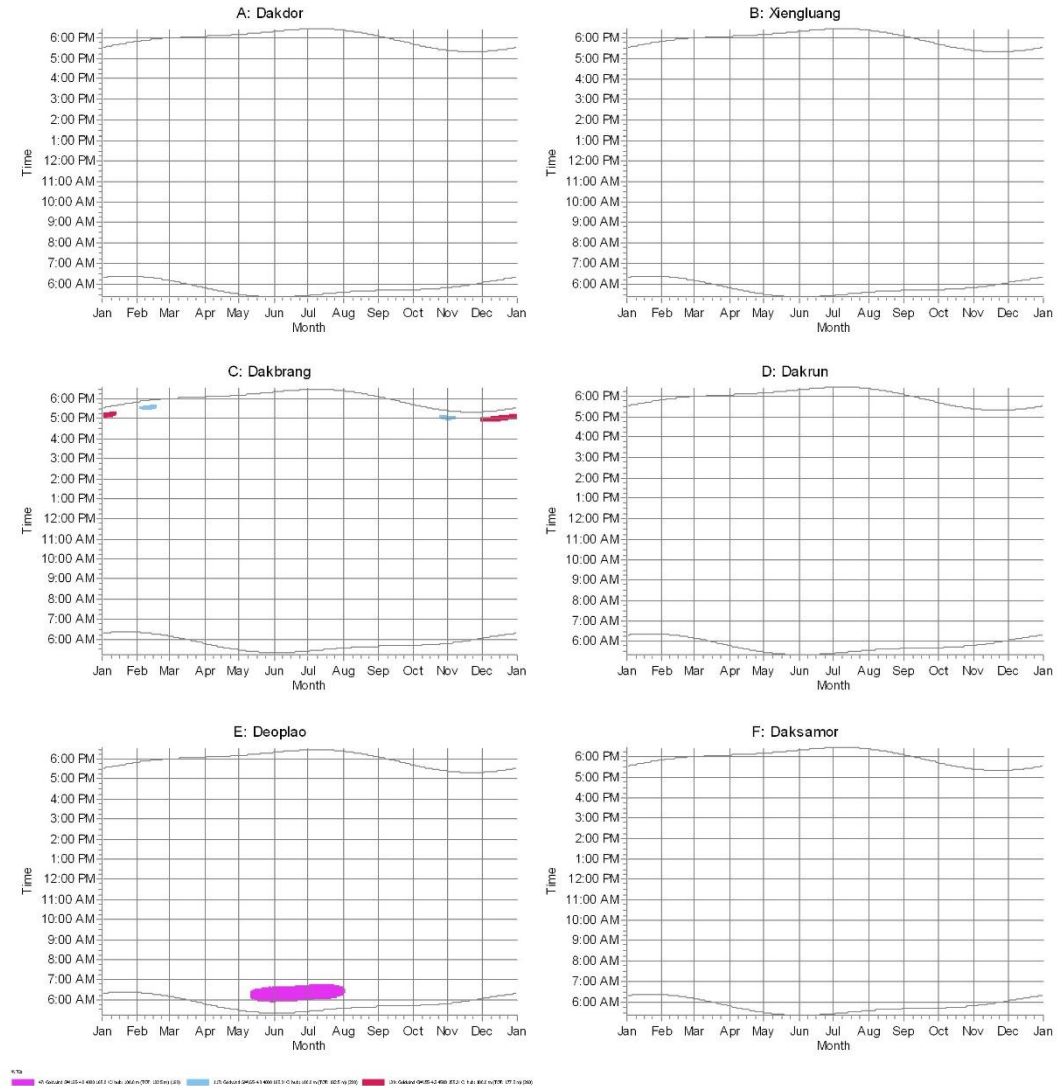 A: Dakdor
6:00 PM
5:00 PM
4:00 PM
3:00 PM
2:00 PM
1:00 PM
12:00 PM
11:00 AM
10:00 AM
9:00 AM
8:00 AM
7:00 AM
6:00 AM
Time
Jan Feb Mar Apr May Jun Jul Aug Sep Oct Nov Dec Jan
Month
B: Xiengluang
6:00 PM
5:00 PM
4:00 PM
3:00 PM
2:00 PM
1:00 PM
12:00 PM
11:00 AM
10:00 AM
9:00 AM
8:00 AM
7:00 AM
6:00 AM
Time
Jan Feb Mar Apr May Jun Jul Aug Sep Oct Nov Dec Jan
Month
C: Dakbrang
6:00 PM
5:00 PM
4:00 PM
3:00 PM
2:00 PM
1:00 PM
12:00 PM
11:00 AM
10:00 AM
9:00 AM
8:00 AM
7:00 AM
6:00 AM
Time
Jan Feb Mar Apr May Jun Jul Aug Sep Oct Nov Dec Jan
Month
D: Dakrun
6:00 PM
5:00 PM
4:00 PM
3:00 PM
2:00 PM
1:00 PM
12:00 PM
11:00 AM
10:00 AM
9:00 AM
8:00 AM
7:00 AM
6:00 AM
Time
Jan Feb Mar Apr May Jun Jul Aug Sep Oct Nov Dec Jan
Month
E: Deoplao
6:00 PM
5:00 PM
4:00 PM
3:00 PM
2:00 PM
1:00 PM
12:00 PM
11:00 AM
10:00 AM
9:00 AM
8:00 AM
7:00 AM
6:00 AM
Time
Jan Feb Mar Apr May Jun Jul Aug Sep Oct Nov Dec Jan
Month
F: Daksamor
6:00 PM
5:00 PM
4:00 PM
3:00 PM
2:00 PM
1:00 PM
12:00 PM
11:00 AM
10:00 AM
9:00 AM
8:00 AM
7:00 AM
6:00 AM
Time
Jan Feb Mar Apr May Jun Jul Aug Sep Oct Nov Dec Jan
Month